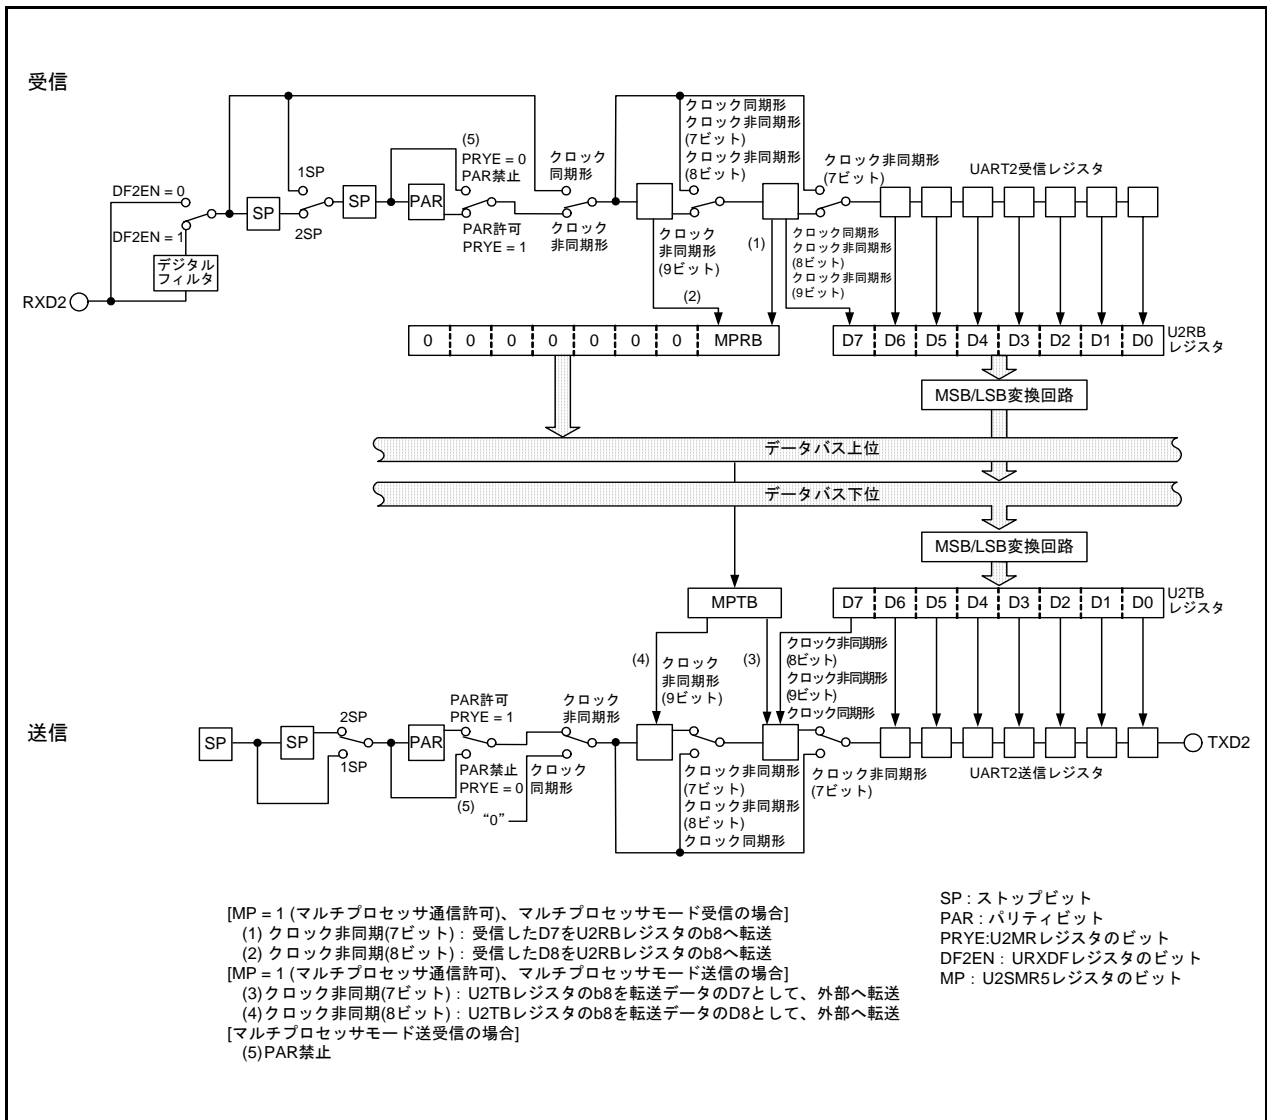 受信
クロック同期形
クロック非同期形
(7ビット)
クロック非同期形
(8ビット)
(5)
PRYE = 0
PAR禁止
クロック
同期形
クロック非同期形
(7ビット)
UART2受信レジスタ
1SP
DF2EN = 0
SP
SP
PAR
2SP
DF2EN = 1
PAR許可
PRYE = 1
クロック
非同期形
クロック
非同期形
(9ビット)
(1)
クロック同期形
クロック非同期形
(8ビット)
クロック非同期形
(9ビット)
デジタル
フィルタ
RXD2
(2)
0 0 0 0 0 0 0 MPRB
D7 D6 D5 D4 D3 D2 D1 D0
U2RB
レジスタ
MSB/LSB変換回路
データバス上位
データバス下位
MSB/LSB変換回路
MPTB
D7 D6 D5 D4 D3 D2 D1 D0
U2TB
レジスタ
(4)
クロック
非同期形
(9ビット)
(3)
クロック非同期形
(8ビット)
クロック非同期形
(9ビット)
クロック同期形
送信
PAR許可
PRYE = 1
クロック
非同期形
2SP
SP
SP
PAR
TXD2
1SP
PAR禁止
PRYE = 0
(5)
クロック
同期形
“0”
クロック非同期形
(7ビット)
クロック非同期形
(8ビット)
クロック同期形
クロック非同期形
(7ビット)
UART2送信レジスタ
[MP = 1 (マルチプロセッサ通信許可)、マルチプロセッサモード受信の場合]
(1) クロック非同期(7ビット) : 受信したD7をU2RBレジスタのb8へ転送
(2) クロック非同期(8ビット) : 受信したD8をU2RBレジスタのb8へ転送
[MP = 1 (マルチプロセッサ通信許可)、マルチプロセッサモード送信の場合]
(3)クロック非同期(7ビット) : U2TBレジスタのb8を転送データのD7として、外部へ転送
(4)クロック非同期(8ビット) : U2TBレジスタのb8を転送データのD8として、外部へ転送
[マルチプロセッサモード送受信の場合]
(5)PAR禁止
SP : ストップビット
PAR : パリティビット
PRYE:U2MRレジスタのビット
DF2EN : URXDFレジスタのビット
MP : U2SMR5レジスタのビット